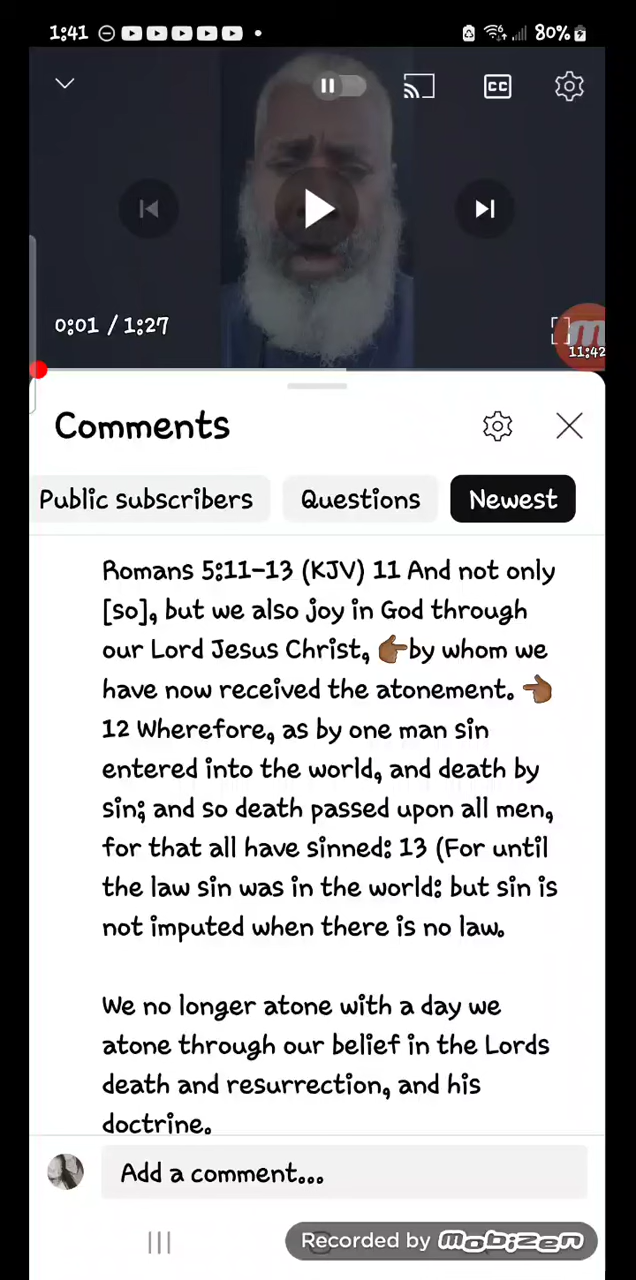 1:41
80%
CC
0:01 / 1:27
11:42
Comments
Public subscribers
Questions
Newest
Romans 5:11-13 (KJV) 11 And not only
[so], but we also joy in God through
our Lord Jesus Christ, 👉🏾by whom we
have now received the atonement. 👈🏾
12 Wherefore, as by one man sin
entered into the world, and death by
sin; and so death passed upon all men,
for that all have sinned: 13 (For until
the law sin was in the world: but sin is
not imputed when there is no law.
We no longer atone with a day we
atone through our belief in the Lords
death and resurrection, and his
doctrine.
Add a comment...
Recorded by mobizen